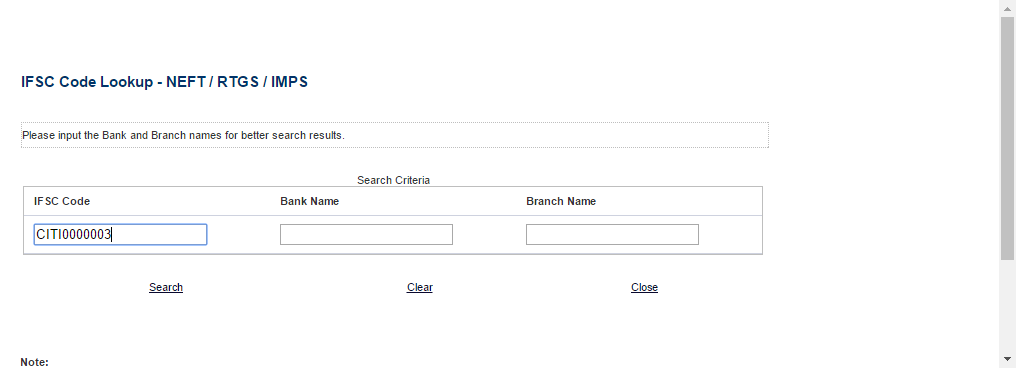 IFSC Code Lookup - NEFT / RTGS / IMPS
Please input the Bank and Branch names for better search results.
Search Criteria
IFSC Code Bank Name Branch Name
CITI0000003
Search Clear Close
Note: